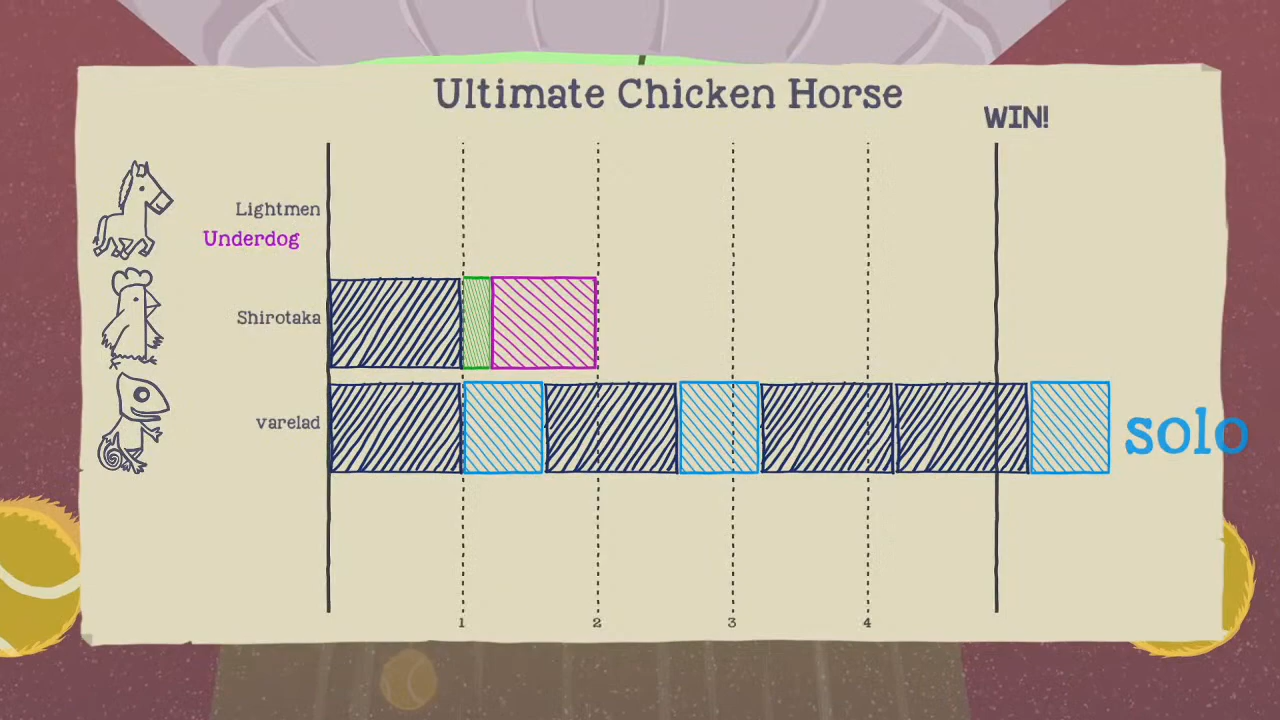 Ultimate Chicken Horse
WIN!
Lightmen
Underdog
Shirotaka
varelad
solo
1 2 3 4